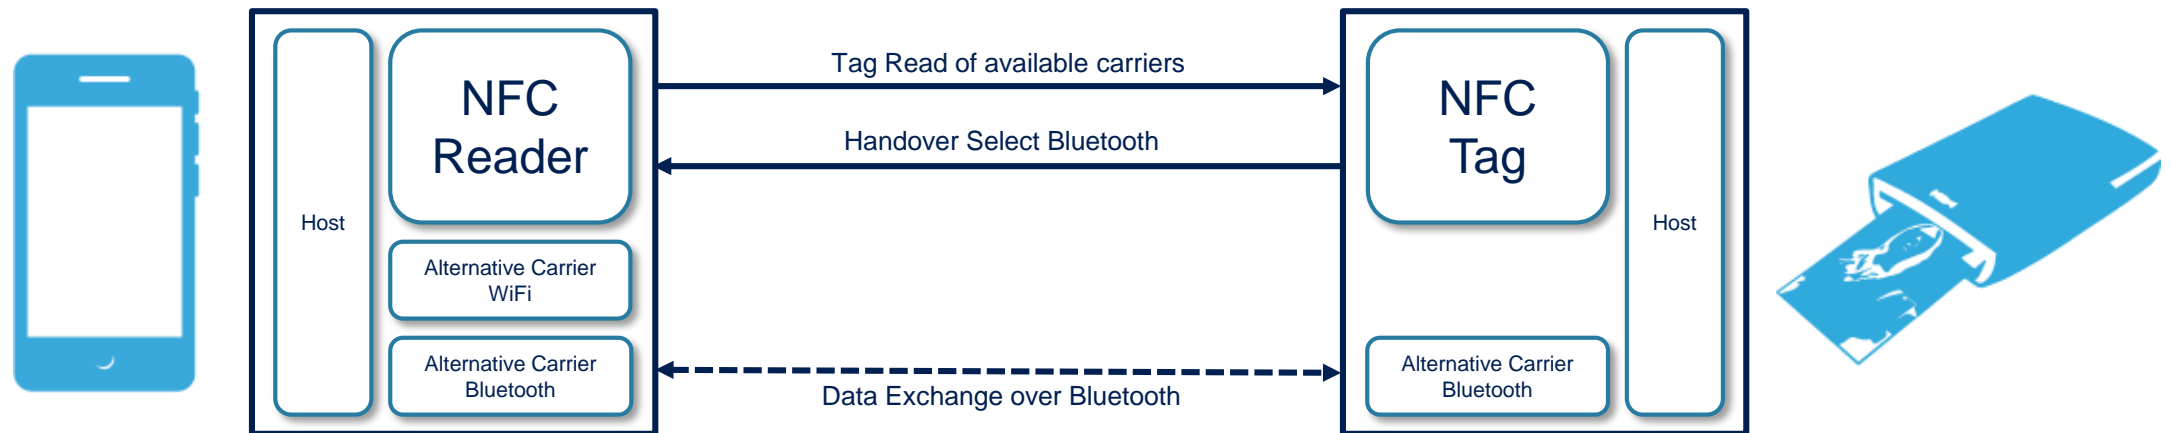 Host
NFC
Reader
Alternative Carrier
WiFi
Alternative Carrier
Bluetooth
Tag Read of available carriers
Handover Select Bluetooth
Data Exchange over Bluetooth
NFC
Tag
Alternative Carrier
Bluetooth
Host